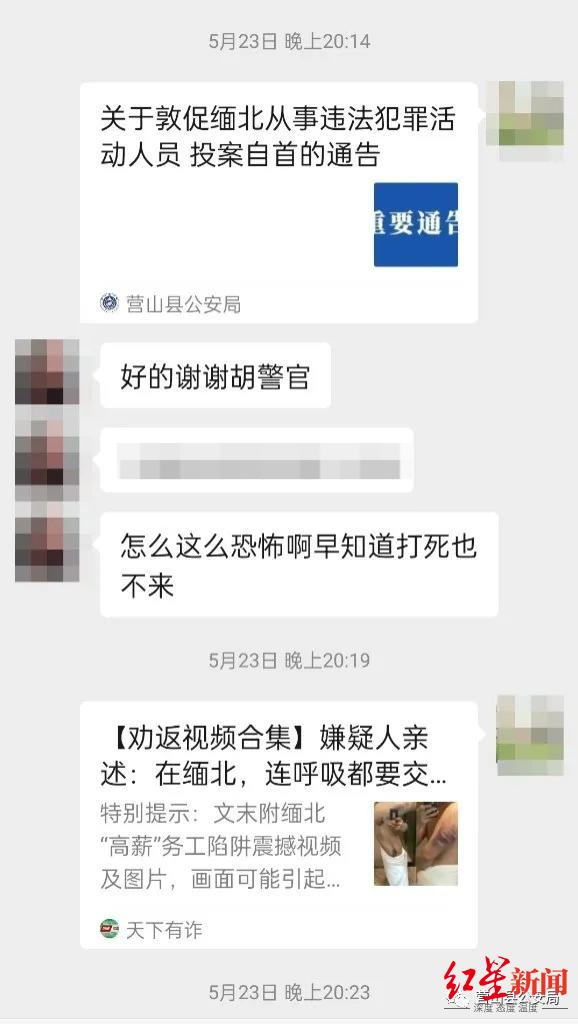 5月23日 晚上20:14
关于敦促缅北从事违法犯罪活
动人员 投案自首的通告
重要通告
营山县公安局
好的谢谢胡警官
怎么这么恐怖啊早知道打死也
不来
5月23日 晚上20:19
【劝返视频合集】嫌疑人亲
述：在缅北，连呼吸都要交...
特别提示：文末附缅北
“高薪”务工陷阱震撼视频
及图片，画面可能引起...
天下有诈
5月23日 晚上20:23
红星新闻
营山县公安局
深度 态度 温度